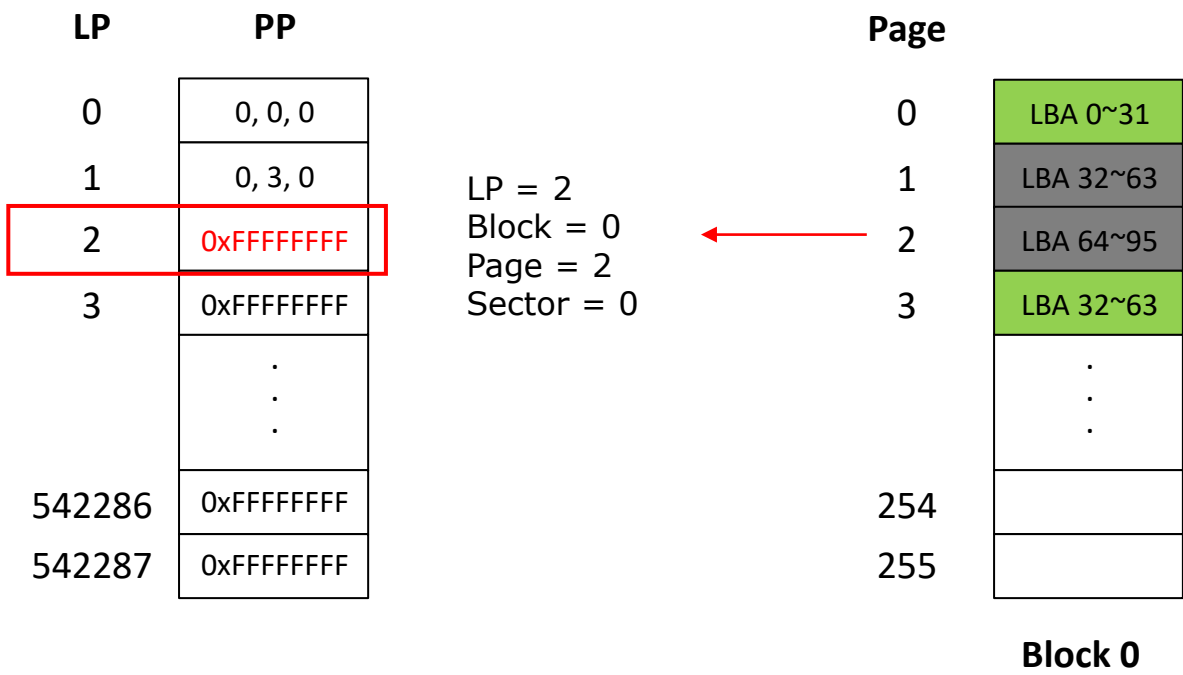 LP PP Page
0 0, 0, 0 0 LBA 0~31
1 0, 3, 0 1 LBA 32~63
LP = 2
2 0xFFFFFFFF Block = 0 2 LBA 64~95
Page = 2
3 0xFFFFFFFF Sector = 0 3 LBA 32~63
. .
. .
. .
542286 0xFFFFFFFF 254
542287 0xFFFFFFFF 255
Block 0